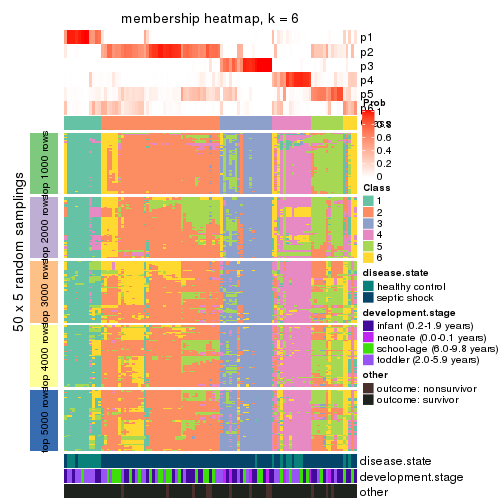 membership heatmap, k = 6
p1
p2
p3
p4
p5
p6
Prob
1
0.8
0.6
0.4
0.2
0
Class
1
2
3
4
5
6
disease.state
healthy control
septic shock
development.stage
infant (0.2-1.9 years)
neonate (0.0-0.1 years)
school-age (6.0-9.8 years)
toddler (2.0-5.9 years)
other
outcome: nonsurvivor
outcome: survivor
50 x 5 random samplings
top 1000 rows
top 2000 rows
top 3000 rows
top 4000 rows
top 5000 rows
disease.state
development.stage
other